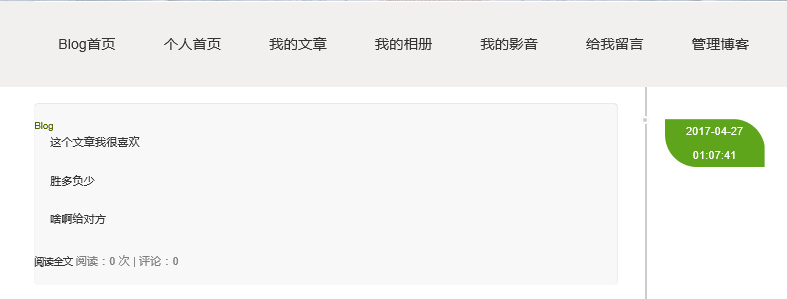 Blog首页 个人首页 我的文章 我的相册 我的影音 给我留言 管理博客
Blog
这个文章我很喜欢
胜多负少
啥啊给对方
阅读全文 阅读：0 次 | 评论：0
2017-04-27
01:07:41